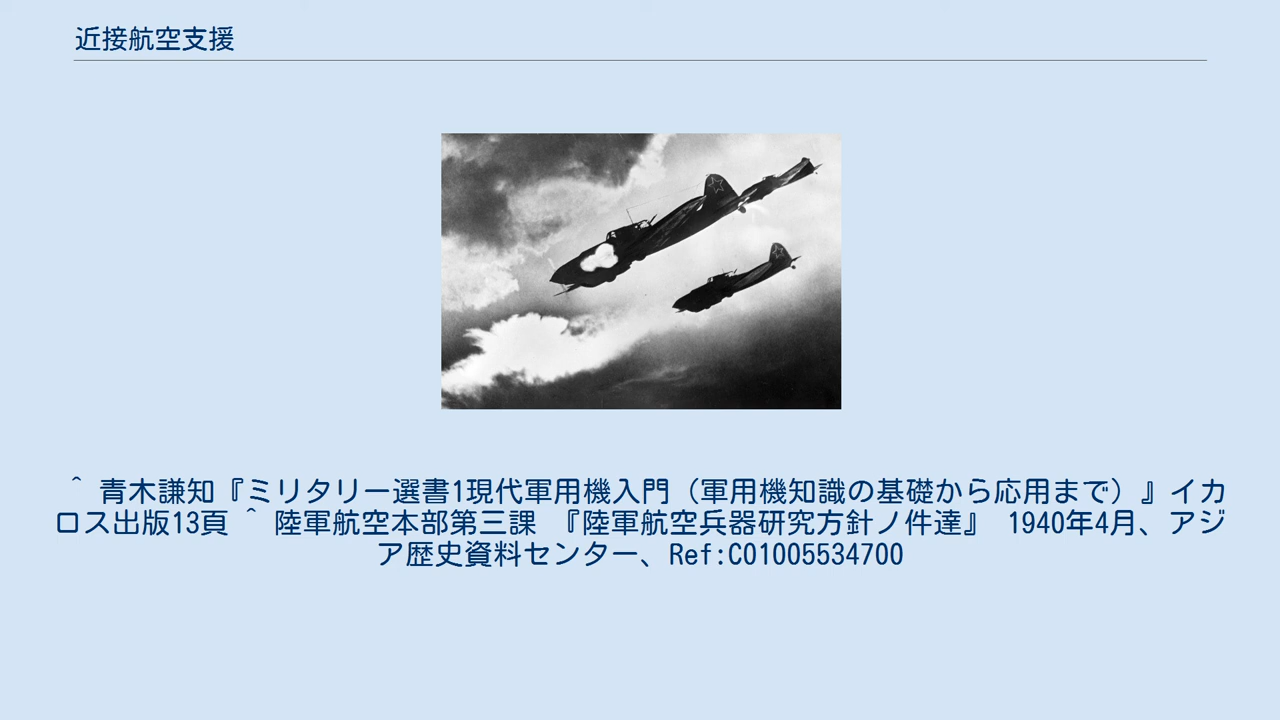 近接航空支援
^ 青木謙知『ミリタリー選書1現代軍用機入門（軍用機知識の基礎から応用まで）』イカ
ロス出版13頁 ^ 陸軍航空本部第三課 『陸軍航空兵器研究方針ノ件達』 1940年4月、アジ
ア歴史資料センター、Ref:C01005534700